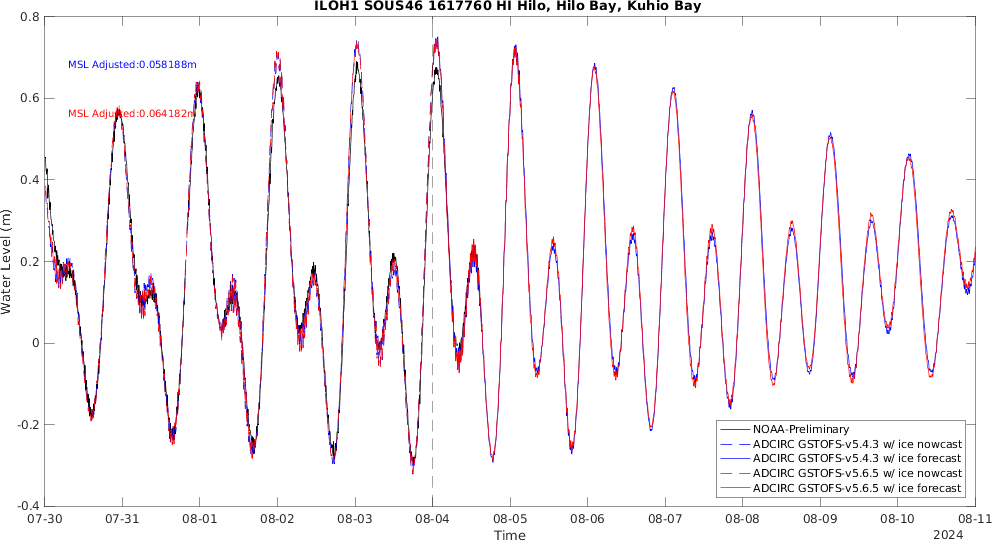 ILOH1 SOUS46 1617760 HI Hilo, Hilo Bay, Kuhio Bay
MSL Adjusted:0.058188m
MSL Adjusted:0.064182m
Water Level (m)
0.8
0.6
0.4
0.2
0
-0.2
-0.4
NOAA-Preliminary
ADCIRC GSTOFS-v5.4.3 w/ ice nowcast
ADCIRC GSTOFS-v5.4.3 w/ ice forecast
ADCIRC GSTOFS-v5.6.5 w/ ice nowcast
ADCIRC GSTOFS-v5.6.5 w/ ice forecast
07-30 07-31 08-01 08-02 08-03 08-04 08-05 08-06 08-07 08-08 08-09 08-10 08-11
Time
2024